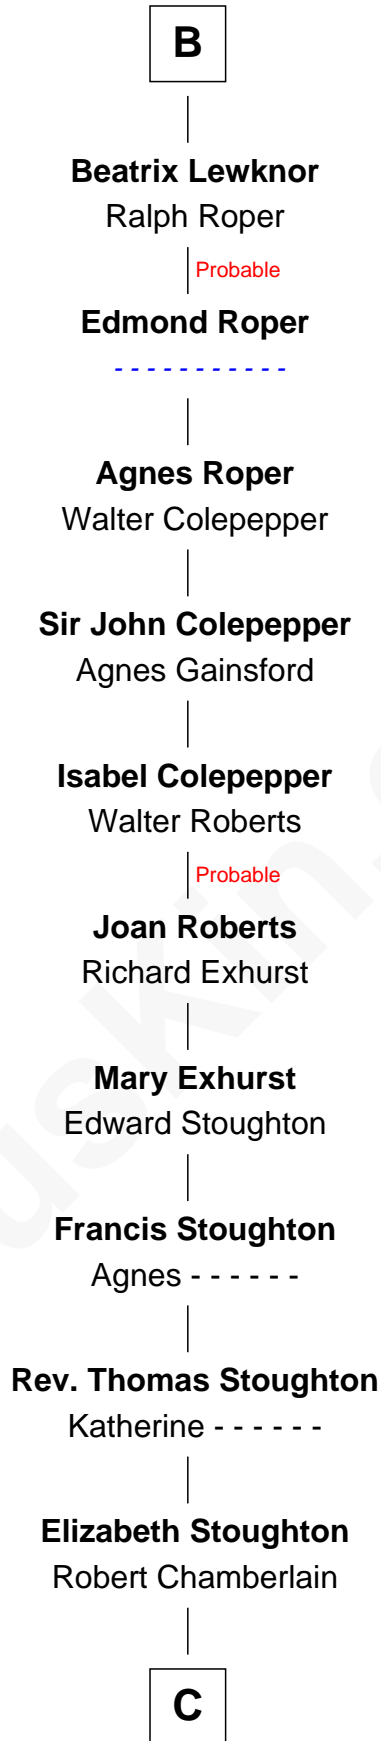 B
Beatrix Lewknor
Ralph Roper
Probable
Edmond Roper
- - - - - - - - - - -
Agnes Roper
Walter Colepepper
Sir John Colepepper
Agnes Gainsford
Isabel Colepepper
Walter Roberts
Probable
Joan Roberts
Richard Exhurst
Mary Exhurst
Edward Stoughton
Francis Stoughton
Agnes - - - - - -
Rev. Thomas Stoughton
Katherine - - - - - -
Elizabeth Stoughton
Robert Chamberlain
C